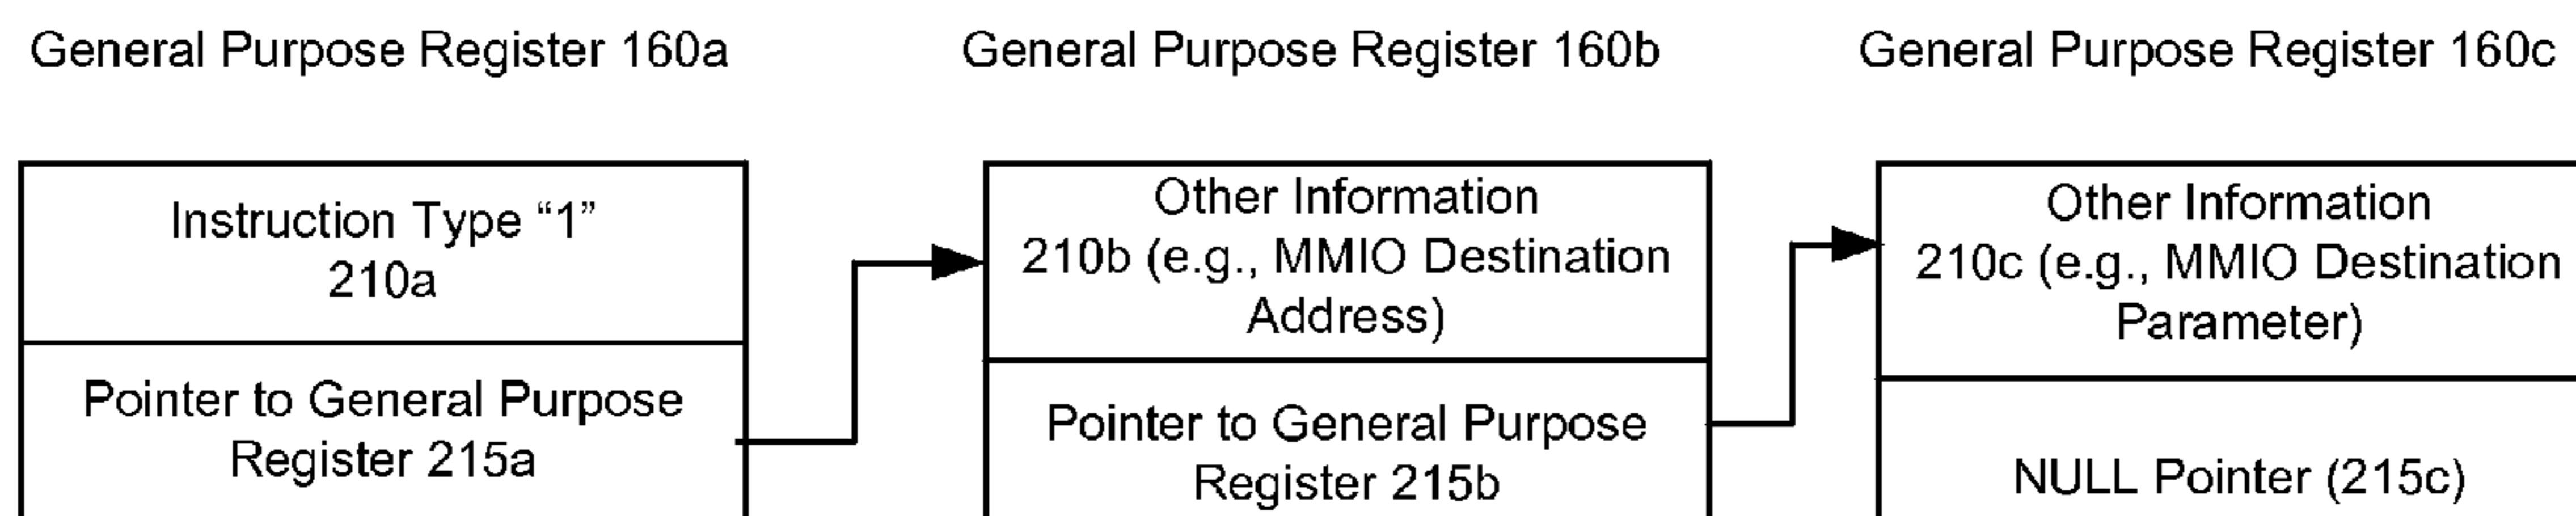 General Purpose Register 160a
General Purpose Register 160b
General Purpose Register 160c
Instruction Type “1”
210a
Pointer to General Purpose
Register 215a
Other Information
210b (e.g., MMIO Destination
Address)
Pointer to General Purpose
Register 215b
Other Information
210c (e.g., MMIO Destination
Parameter)
NULL Pointer (215c)